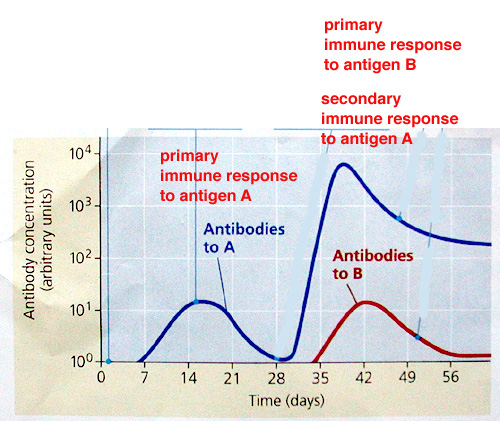 primary
immune response
to antigen B
secondary
immune response
to antigen A
primary
immune response
to antigen A
Antibody concentration
(arbitrary units)
10⁴
10³
10²
10¹
10⁰
Antibodies
to A
Antibodies
to B
0 7 14 21 28 35 42 49 56
Time (days)